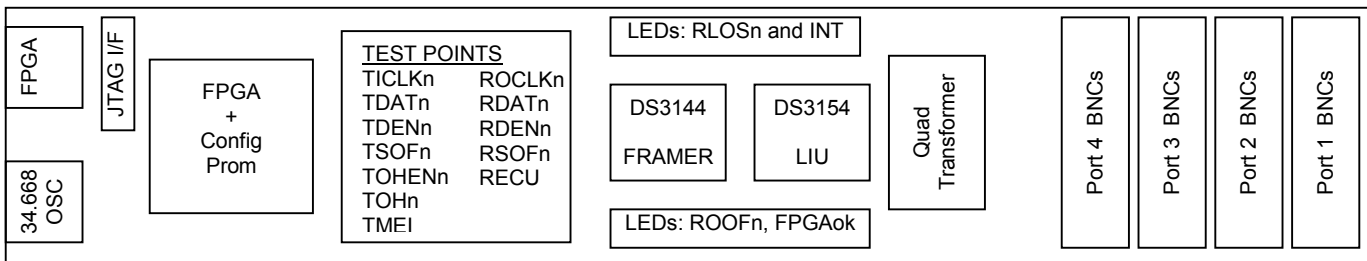 FPGA
34.668
OSC
JTAG I/F
FPGA
+
Config
Prom
TEST POINTS
TICLKn ROCLKn
TDATn RDATn
TDENn RDENn
TSOFn RSOFn
TOHENn RECU
TOHn
TMEI
LEDs: RLOSn and INT
DS3144
FRAMER
DS3154
LIU
LEDs: ROOFn, FPGAok
Quad
Transformer
Port 4 BNCs
Port 3 BNCs
Port 2 BNCs
Port 1 BNCs